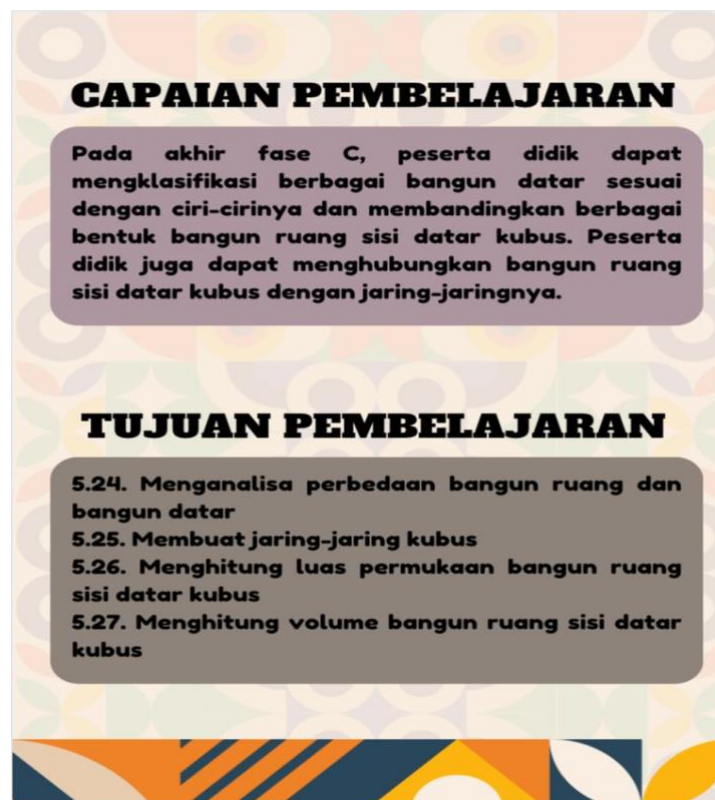 CAPAIAN PEMBELAJARAN
Pada akhir fase C, peserta didik dapat
mengklasifikasi berbagai bangun datar sesuai
dengan ciri-cirinya dan membandingkan berbagai
bentuk bangun ruang sisi datar kubus. Peserta
didik juga dapat menghubungkan bangun ruang
sisi datar kubus dengan jaring-jaringnya.
TUJUAN PEMBELAJARAN
5.24. Menganalisa perbedaan bangun ruang dan
bangun datar
5.25. Membuat jaring-jaring kubus
5.26. Menghitung luas permukaan bangun ruang
sisi datar kubus
5.27. Menghitung volume bangun ruang sisi datar
kubus